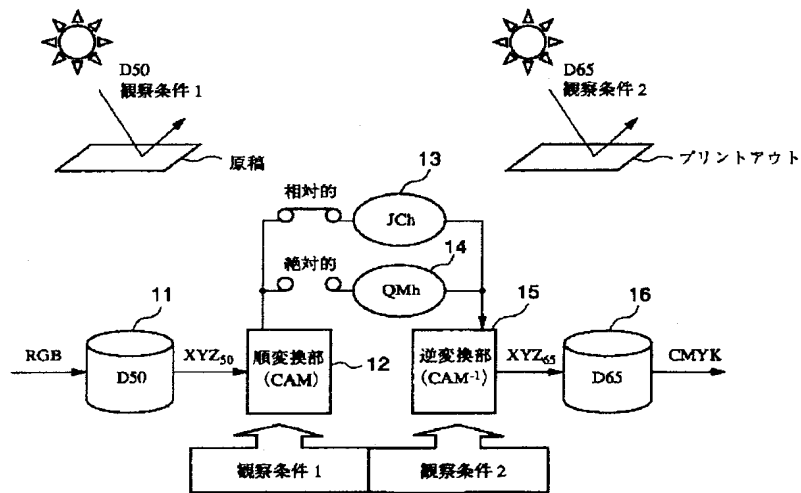 D50
観察条件1
原稿
D65
観察条件2
プリントアウト
相対的
13
JCh
絶対的
14
QMh
11
RGB
D50
XYZ₅₀
順変換部
(CAM)
12
15
逆変換部
(CAM⁻¹)
XYZ₆₅
16
D65
CMYK
観察条件1
観察条件2